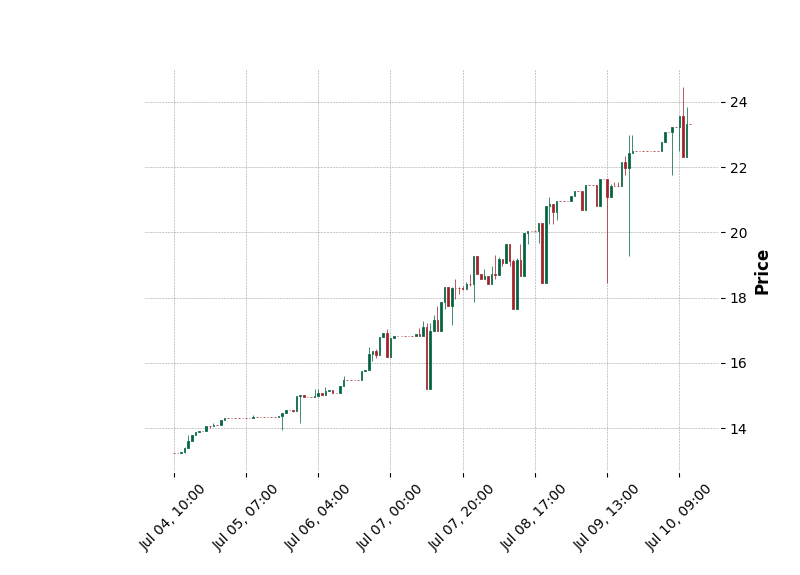 24
22
20
18
16
14
Price
Jul 04, 10:00
Jul 05, 07:00
Jul 06, 04:00
Jul 07, 00:00
Jul 07, 20:00
Jul 08, 17:00
Jul 09, 13:00
Jul 10, 09:00